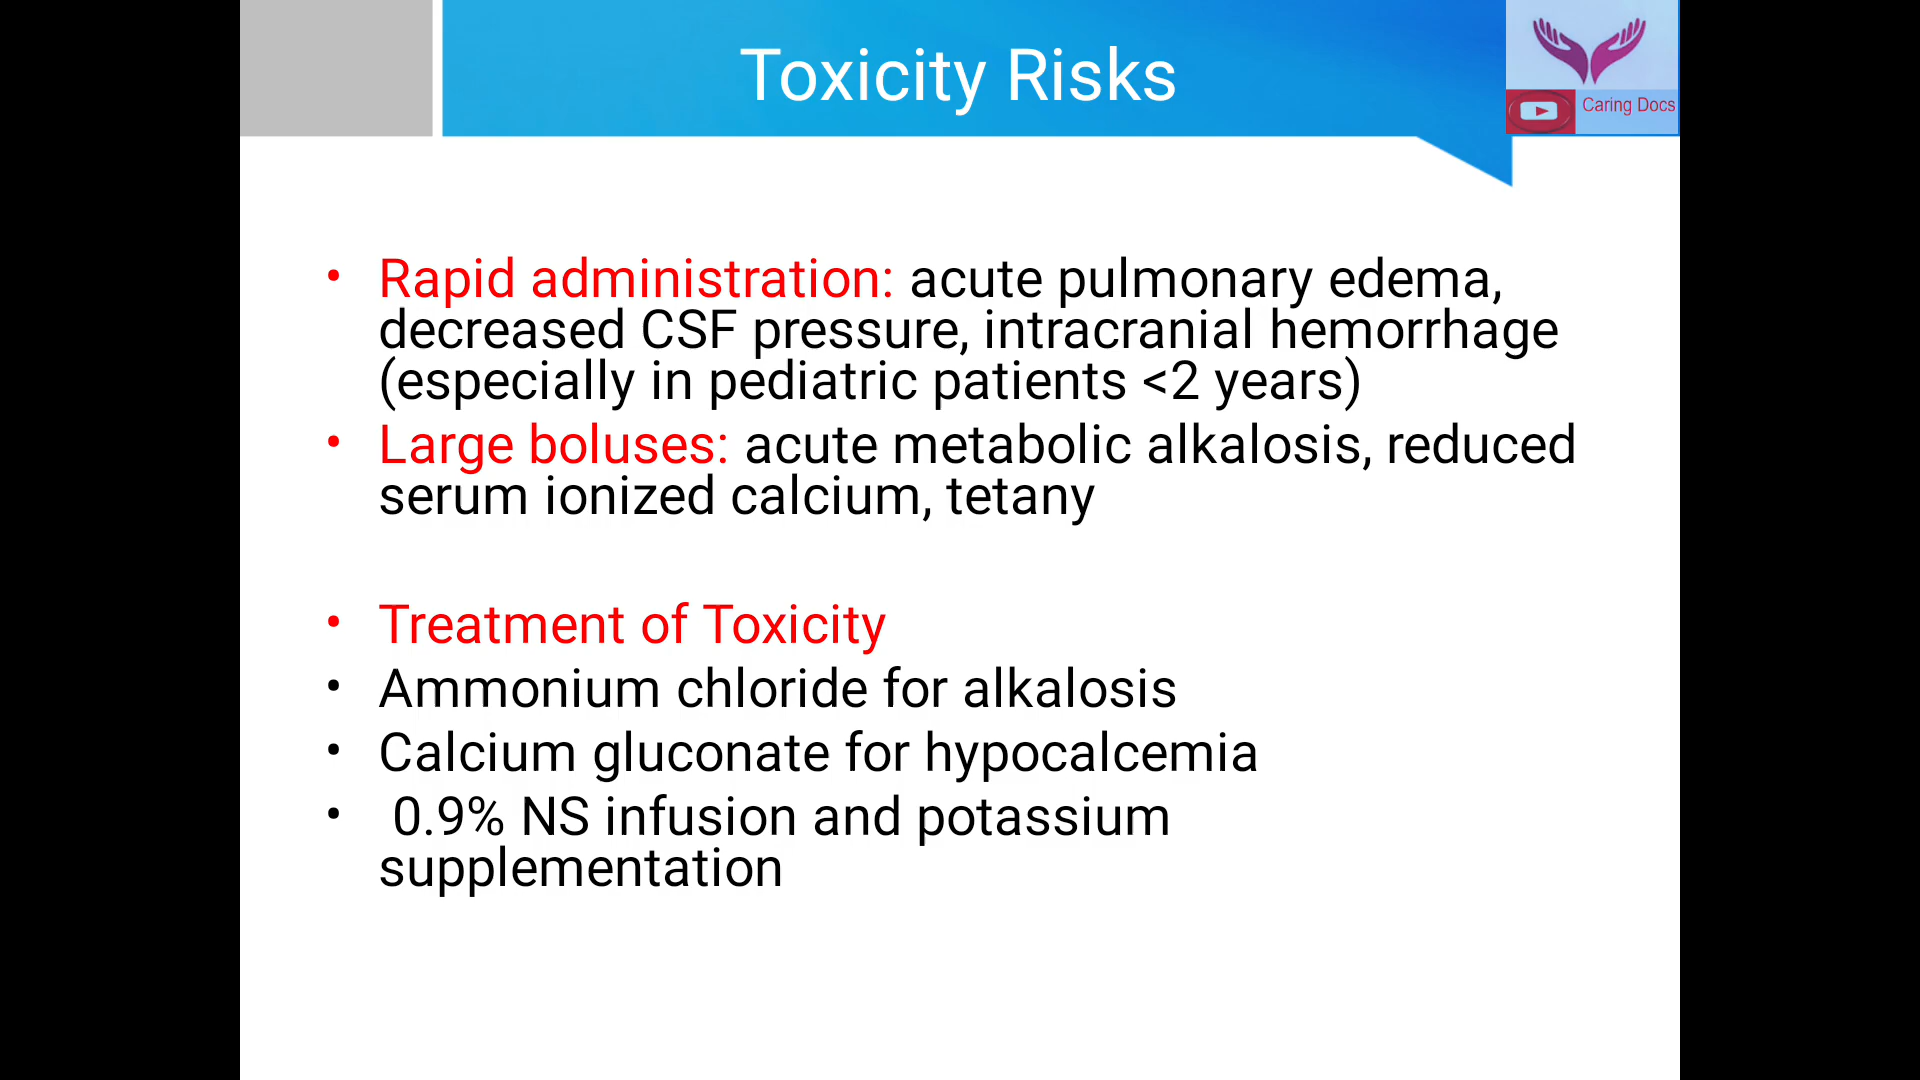 Toxicity Risks
Caring Docs
• Rapid administration: acute pulmonary edema,
decreased CSF pressure, intracranial hemorrhage
(especially in pediatric patients <2 years)
• Large boluses: acute metabolic alkalosis, reduced
serum ionized calcium, tetany
• Treatment of Toxicity
• Ammonium chloride for alkalosis
• Calcium gluconate for hypocalcemia
• 0.9% NS infusion and potassium
supplementation